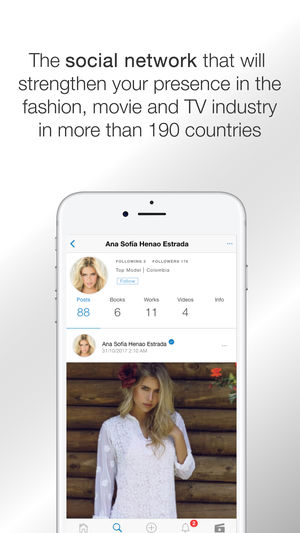 The social network that will
strengthen your presence in the
fashion, movie and TV industry
in more than 190 countries
Ana Sofía Henao Estrada
FOLLOWING 5 FOLLOWERS 176
Top Model | Colombia
Follow
Posts Books Works Videos Info
88 6 11 4
Ana Sofía Henao Estrada
31/10/2017 2:10 AM
2